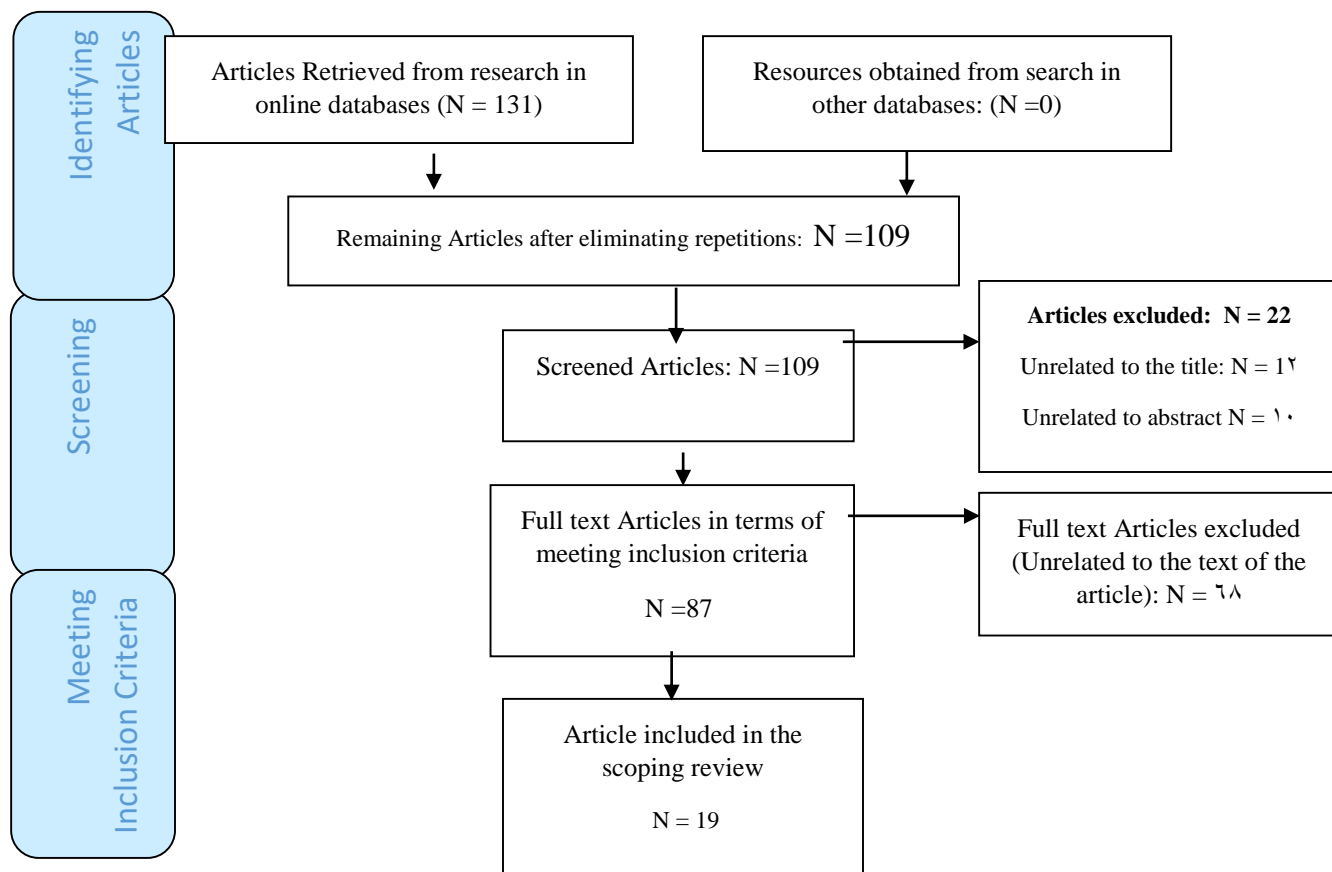 Identifying
Articles
Articles Retrieved from research in
online databases (N = 131)
Resources obtained from search in
other databases: (N =0)
Remaining Articles after eliminating repetitions: N =109
Screening
Screened Articles: N =109
Articles excluded: N = 22
Unrelated to the title: N = 1٢
Unrelated to abstract N = ١٠
Full text Articles in terms of
meeting inclusion criteria
N =87
Full text Articles excluded
(Unrelated to the text of the
article): N = ٦٨
Meeting
Inclusion Criteria
Article included in the
scoping review
N = 19